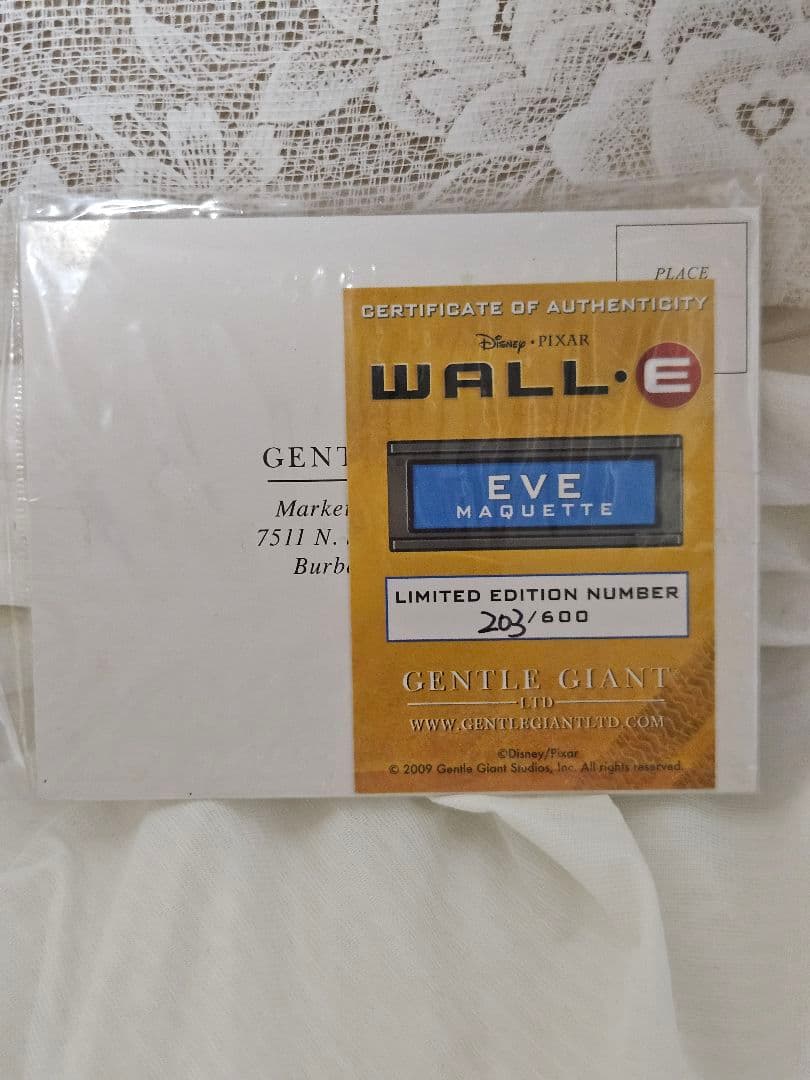 PLACE
CERTIFICATE OF AUTHENTICITY
Disney • PIXAR
WALL•E
EVE
MAQUETTE
LIMITED EDITION NUMBER
203/600
GENTLE GIANT
LTD
WWW.GENTLEGIANTLTD.COM
©Disney/Pixar
© 2009 Gentle Giant Studios, Inc. All rights reserved.
GENT
Marke
7511 N.
Burb